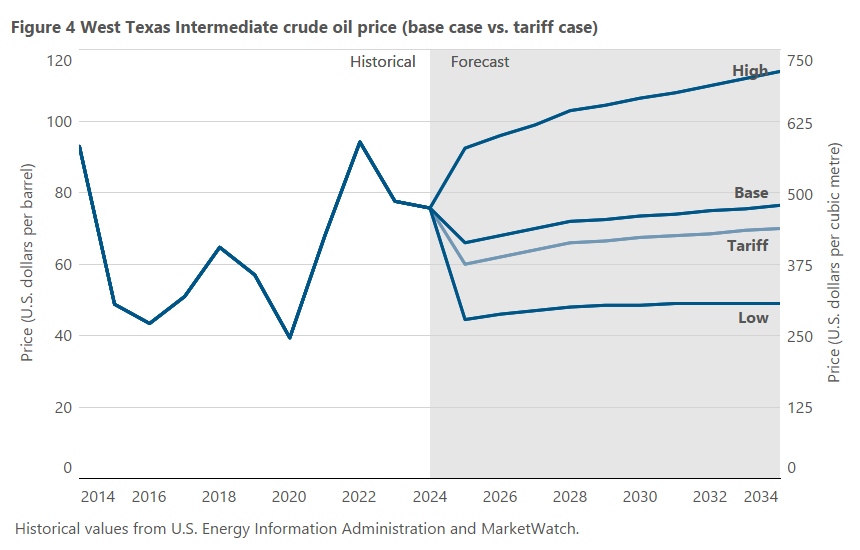 Figure 4 West Texas Intermediate crude oil price (base case vs. tariff case)
120
750
Historical
Forecast
High
100
625
80
500
Base
Tariff
60
375
40
250
Low
20
125
0
0
Price (U.S. dollars per barrel)
Price (U.S. dollars per cubic metre)
2014 2016 2018 2020 2022 2024 2026 2028 2030 2032 2034
Historical values from U.S. Energy Information Administration and MarketWatch.